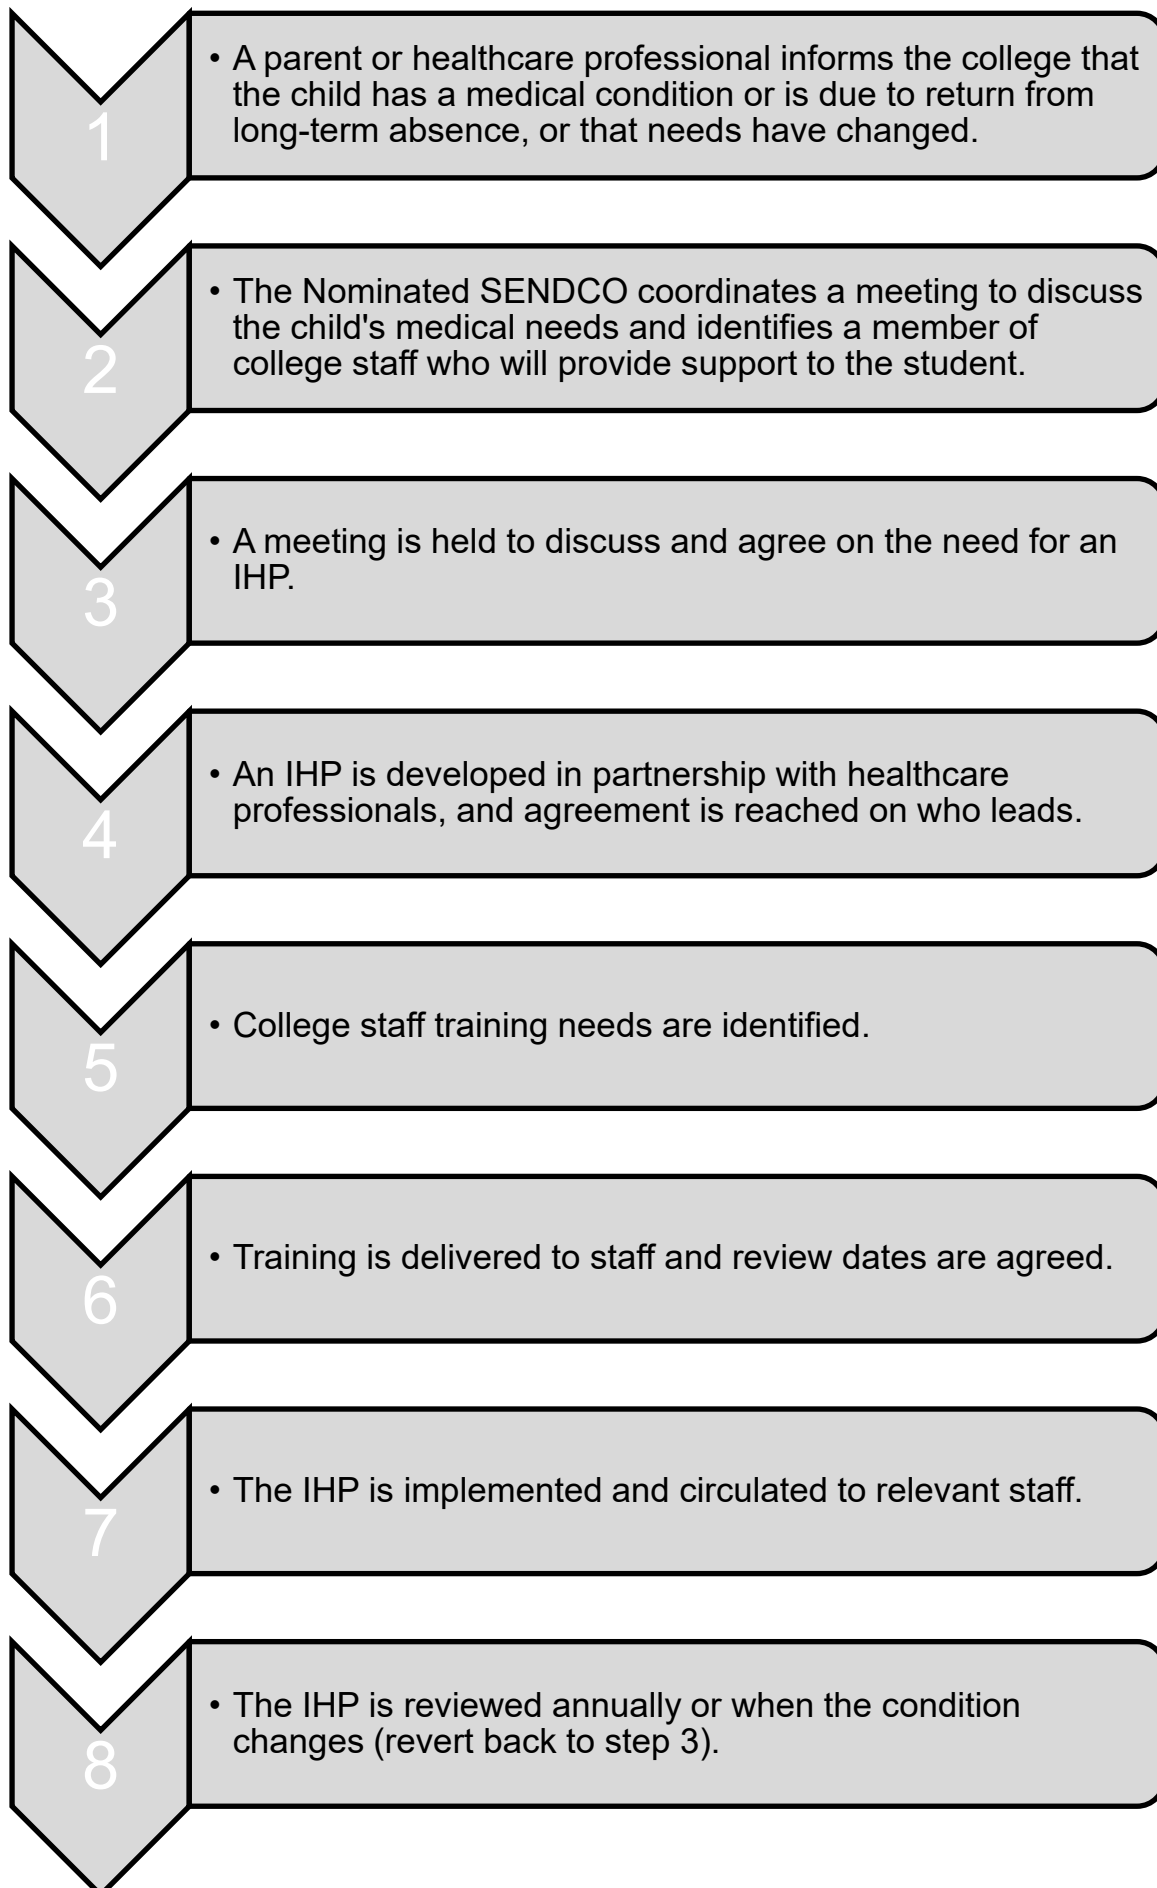 1
• A parent or healthcare professional informs the college that
the child has a medical condition or is due to return from
long-term absence, or that needs have changed.
2
• The Nominated SENDCO coordinates a meeting to discuss
the child's medical needs and identifies a member of
college staff who will provide support to the student.
3
• A meeting is held to discuss and agree on the need for an
IHP.
4
• An IHP is developed in partnership with healthcare
professionals, and agreement is reached on who leads.
5
• College staff training needs are identified.
6
• Training is delivered to staff and review dates are agreed.
7
• The IHP is implemented and circulated to relevant staff.
8
• The IHP is reviewed annually or when the condition
changes (revert back to step 3).